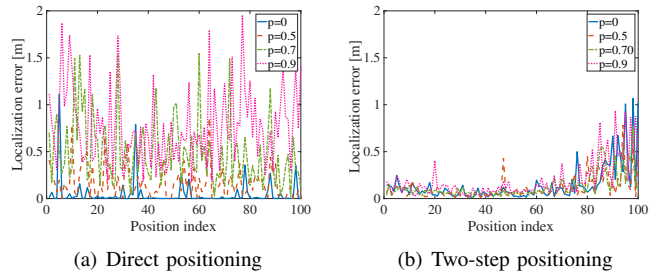 2
1.5
1
0.5
0
Localization error [m]
0 20 40 60 80 100
Position index
p=0
p=0.5
p=0.7
p=0.9
(a) Direct positioning
2
1.5
1
0.5
0
Localization error [m]
0 20 40 60 80 100
Position index
p=0
p=0.5
p=0.70
p=0.9
(b) Two-step positioning